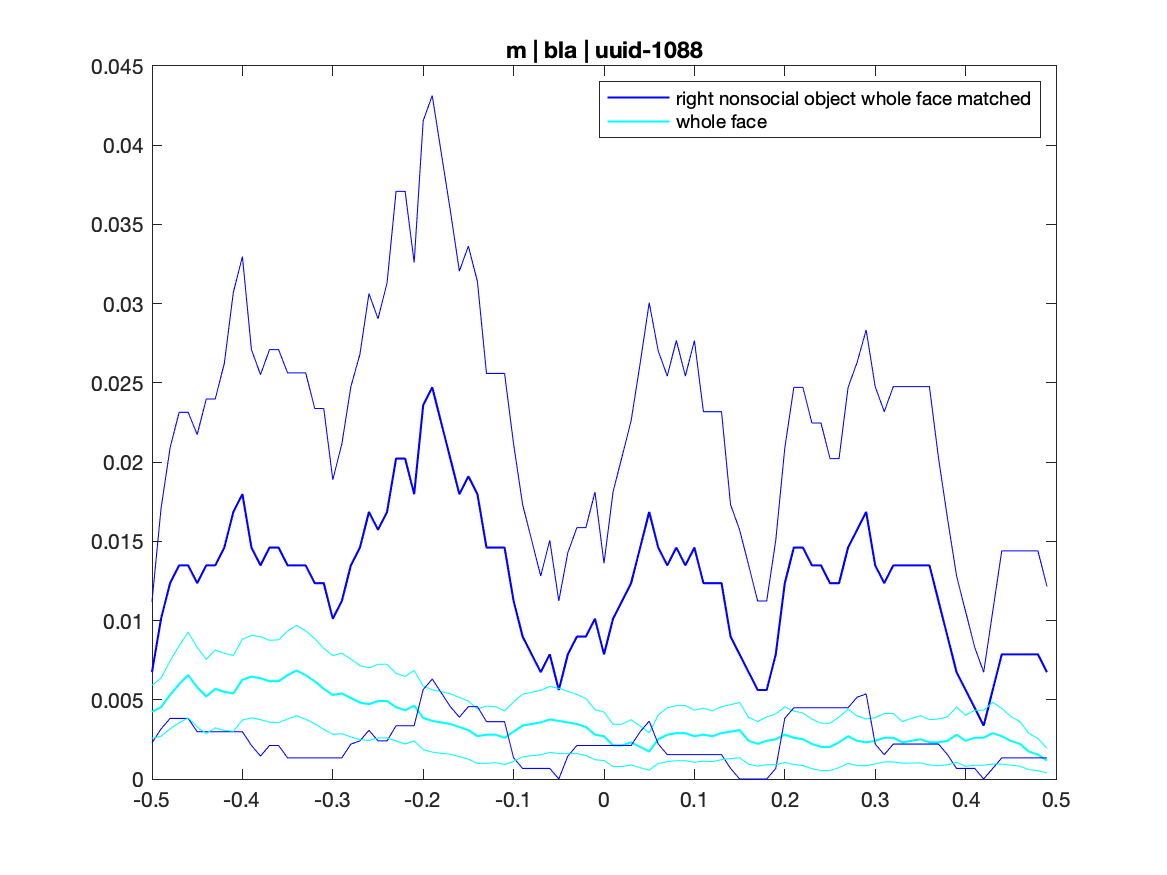 m | bla | uuid-1088
0.045
right nonsocial object whole face matched
whole face
0.04
0.035
0.03
0.025
0.02
0.015
0.01
0.005
0
-0.5 -0.4 -0.3 -0.2 -0.1 0 0.1 0.2 0.3 0.4 0.5